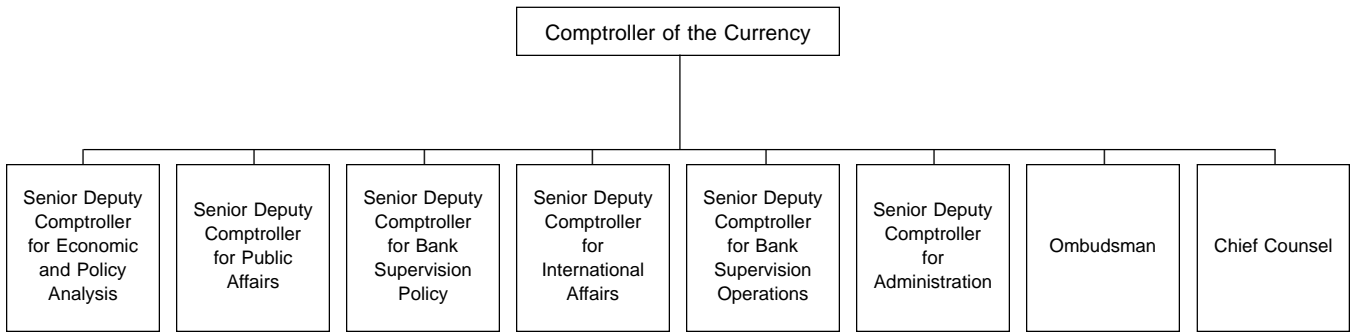 Comptroller of the Currency
Senior Deputy
Comptroller
for Economic
and Policy
Analysis
Senior Deputy
Comptroller
for Public
Affairs
Senior Deputy
Comptroller
for Bank
Supervision
Policy
Senior Deputy
Comptroller
for
International
Affairs
Senior Deputy
Comptroller
for Bank
Supervision
Operations
Senior Deputy
Comptroller
for
Administration
Ombudsman
Chief Counsel